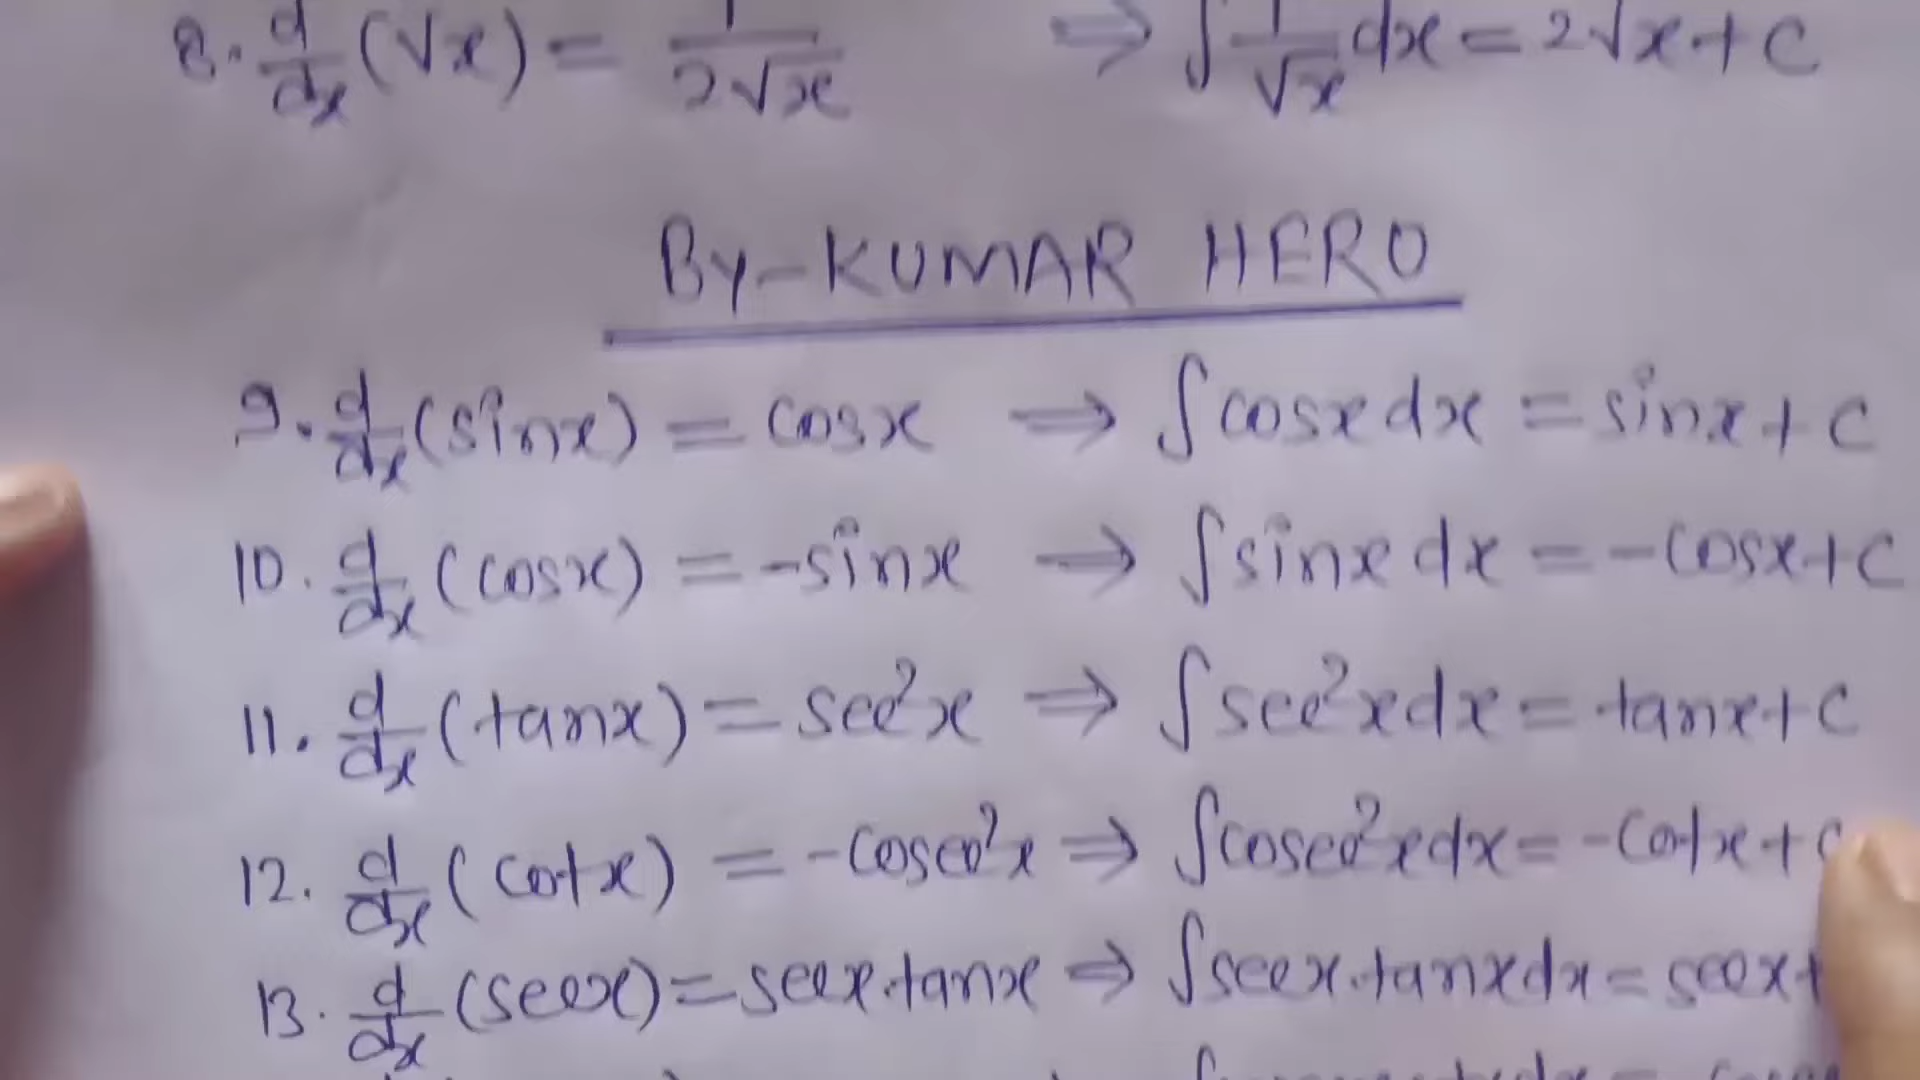 8. d/dx (√x) = 1/2√x ⇒ ∫ 1/√x dx = 2√x + c
By-KUMAR HERO
9. d/dx (sinx) = cosx ⇒ ∫cosx dx = sinx + c
10. d/dx (cosx) = -sinx ⇒ ∫sinx dx = -cosx + c
11. d/dx (tanx) = sec²x ⇒ ∫sec²x dx = tanx + c
12. d/dx (cotx) = -cosec²x ⇒ ∫cosec²x dx = -cotx + c
13. d/dx (secx) = secx.tanx ⇒ ∫secx.tanx dx = secx +